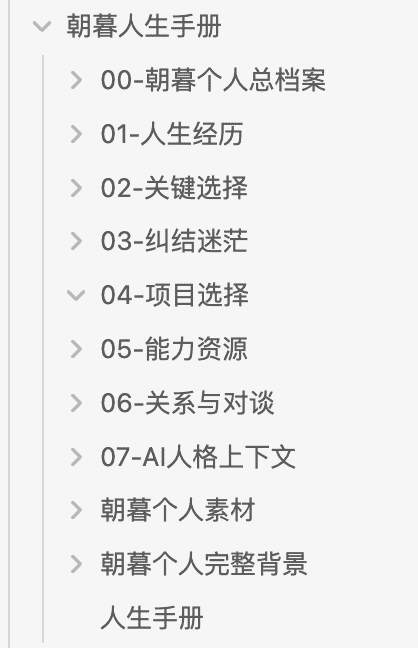 朝暮人生手册
00-朝暮个人总档案
01-人生经历
02-关键选择
03-纠结迷茫
04-项目选择
05-能力资源
06-关系与对谈
07-AI人格上下文
朝暮个人素材
朝暮个人完整背景
人生手册